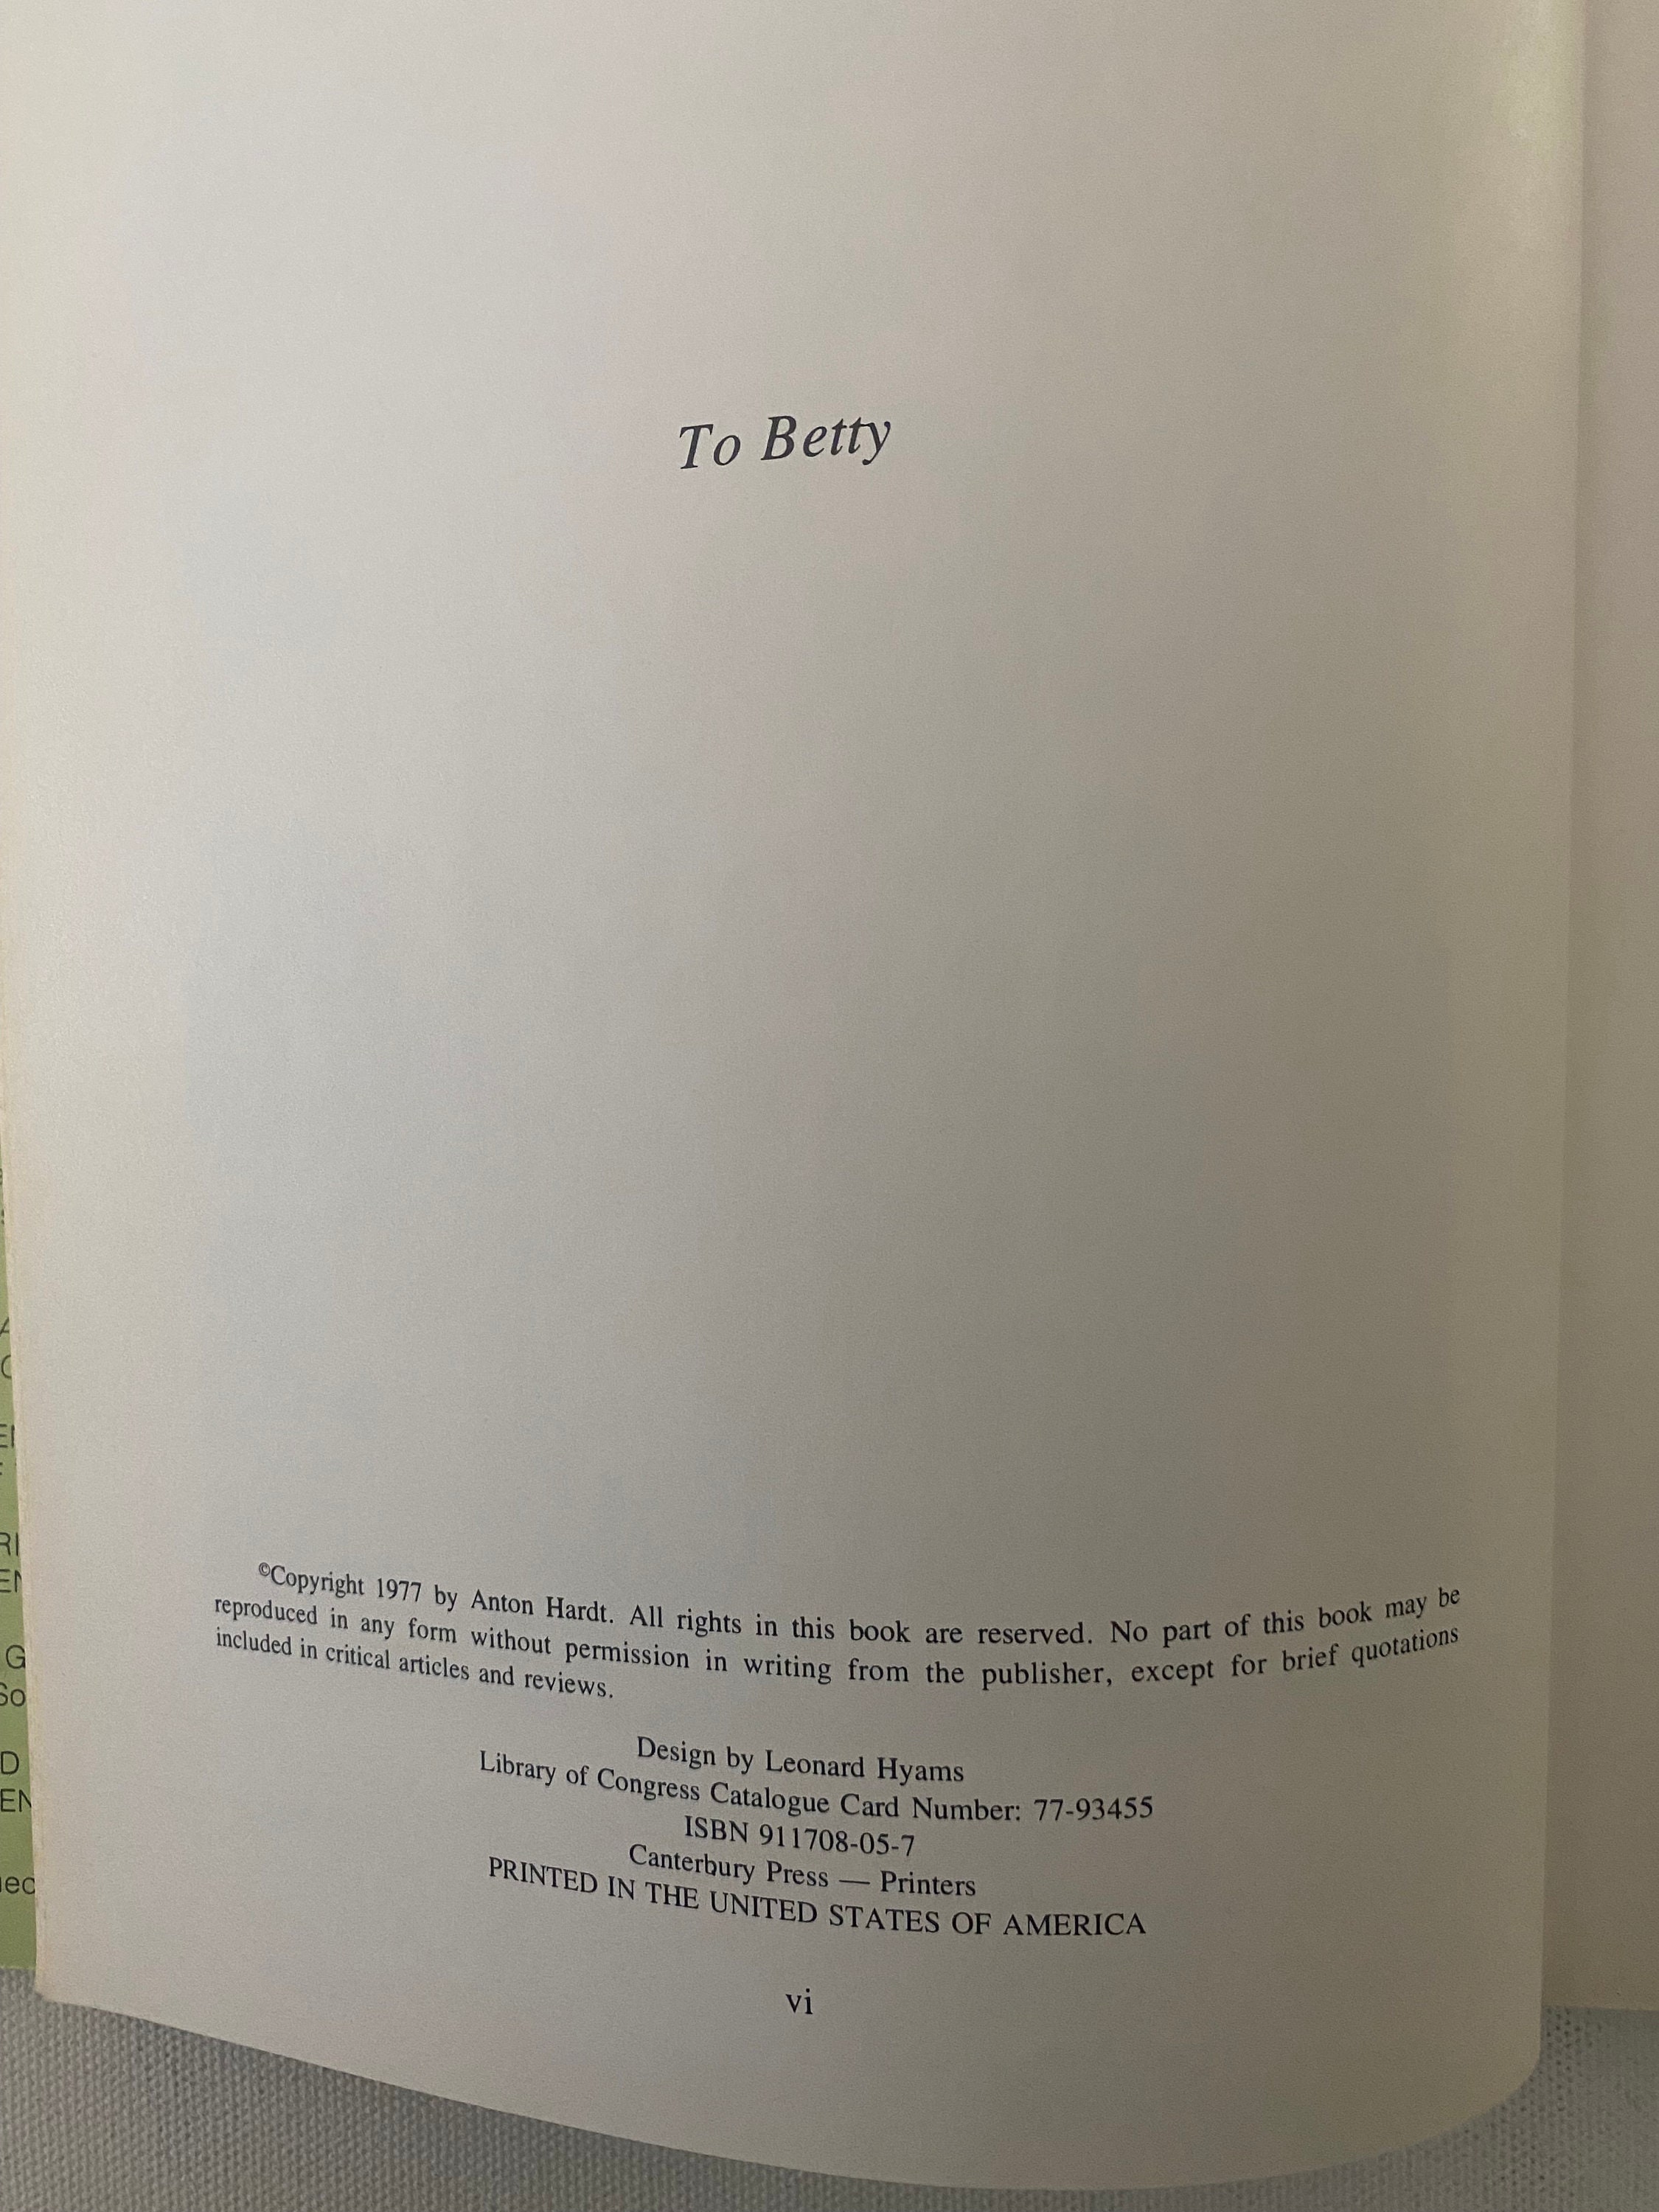 To Betty
©Copyright 1977 by Anton Hardt. All rights in this book are reserved. No part of this book may be
reproduced in any form without permission in writing from the publisher, except for brief quotations
included in critical articles and reviews.
Design by Leonard Hyams
Library of Congress Catalogue Card Number: 77-93455
ISBN 911708-05-7
Canterbury Press — Printers
PRINTED IN THE UNITED STATES OF AMERICA
vi